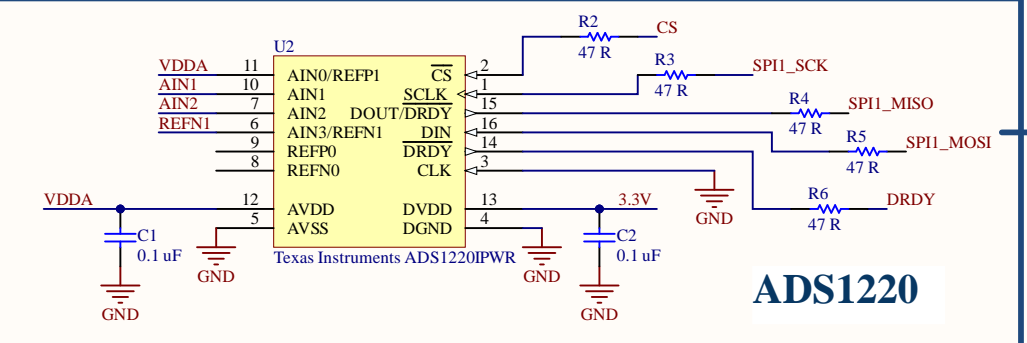 R2
CS
47 R
U2
R3
SPI1_SCK
47 R
VDDA
11
AIN0/REFP1
CS
2
AIN1
10
AIN1
SCLK
1
AIN2
7
AIN2
DOUT/DRDY
15
R4
SPI1_MISO
47 R
REFN1
6
AIN3/REFN1
DIN
16
R5
SPI1_MOSI
47 R
9
REFP0
DRDY
14
8
REFN0
CLK
3
GND
R6
DRDY
47 R
VDDA
12
AVDD
DVDD
13
3.3V
5
AVSS
DGND
4
C1
0.1 uF
GND
GND
C2
0.1 uF
Texas Instruments ADS1220IPWR
GND
GND
ADS1220